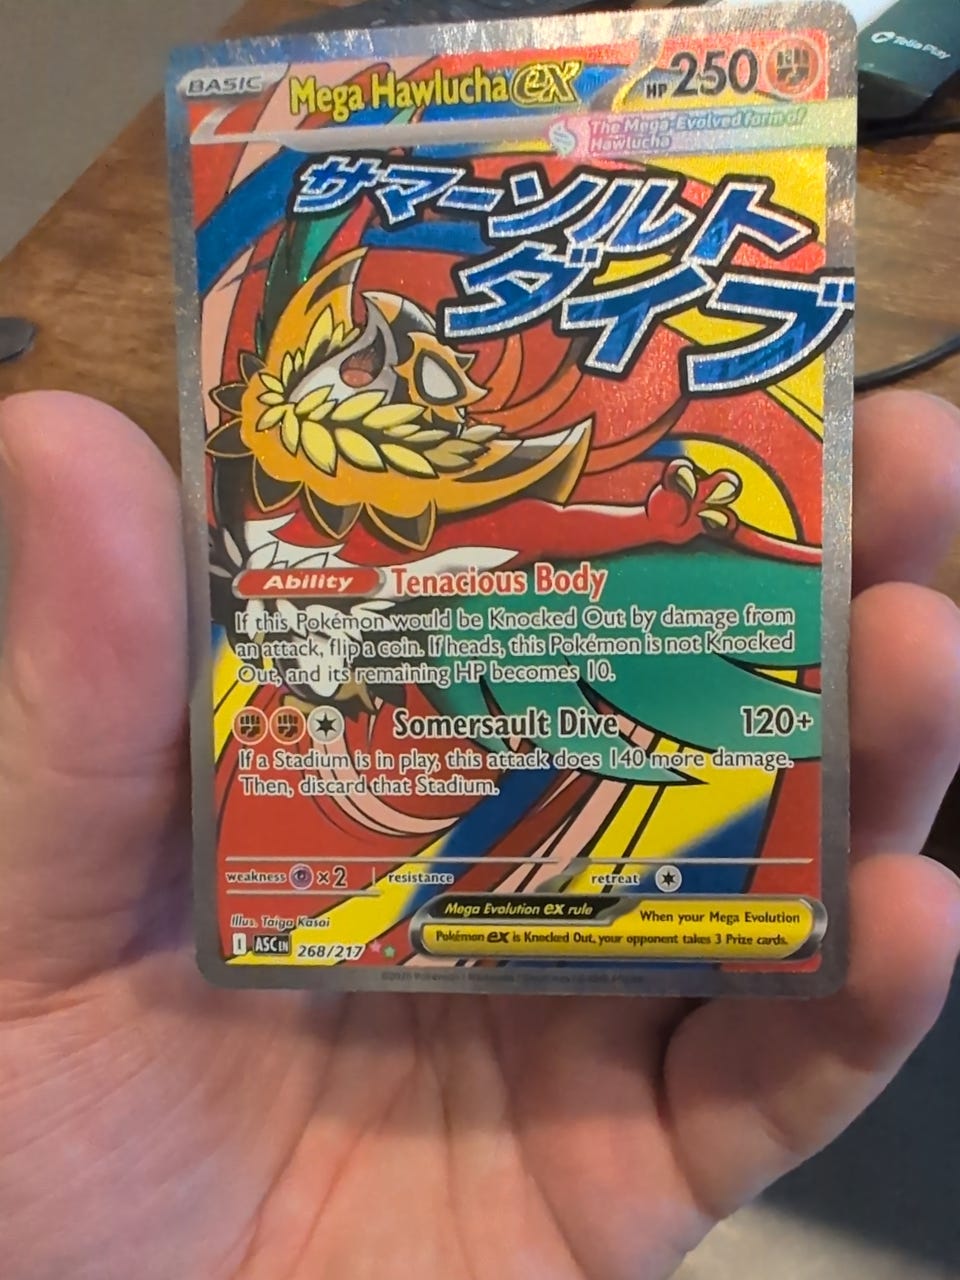 Telia Play
BASIC
Mega Hawlucha ex
HP 250
The Mega-Evolved form of
Hawlucha
サマーソルト
ダイブ
Ability Tenacious Body
If this Pokémon would be Knocked Out by damage from
an attack, flip a coin. If heads, this Pokémon is not Knocked
Out, and its remaining HP becomes 10.
Somersault Dive 120+
If a Stadium is in play, this attack does 140 more damage.
Then, discard that Stadium.
weakness ×2 resistance retreat
Illus. Taiga Kasai
I ASC EN 268/217
Mega Evolution ex rule When your Mega Evolution
Pokémon ex is Knocked Out, your opponent takes 3 Prize cards.